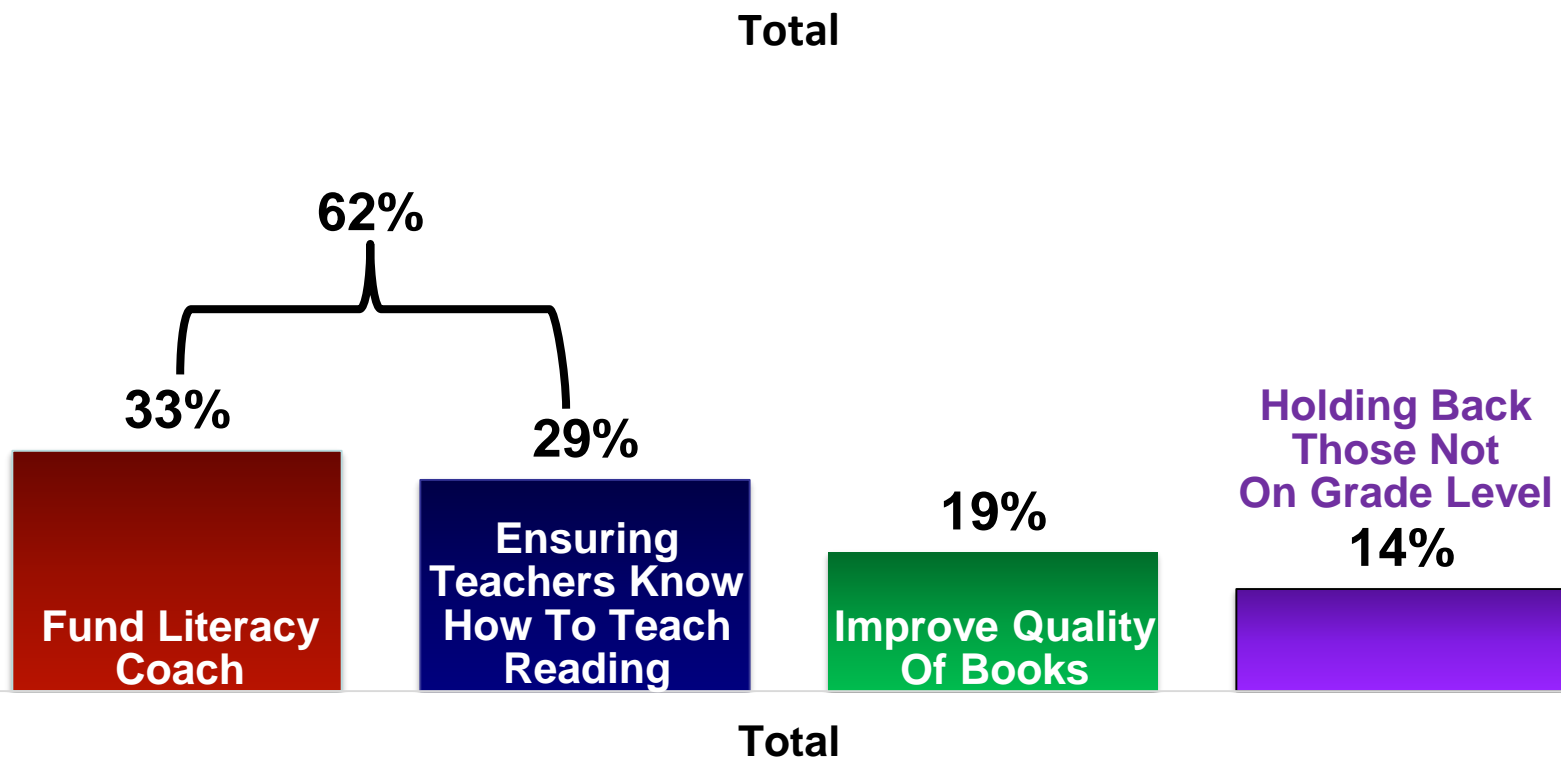 Total
62%
33%
29%
19%
Holding Back
Those Not
On Grade Level
14%
Fund Literacy
Coach
Ensuring
Teachers Know
How To Teach
Reading
Improve Quality
Of Books
Total